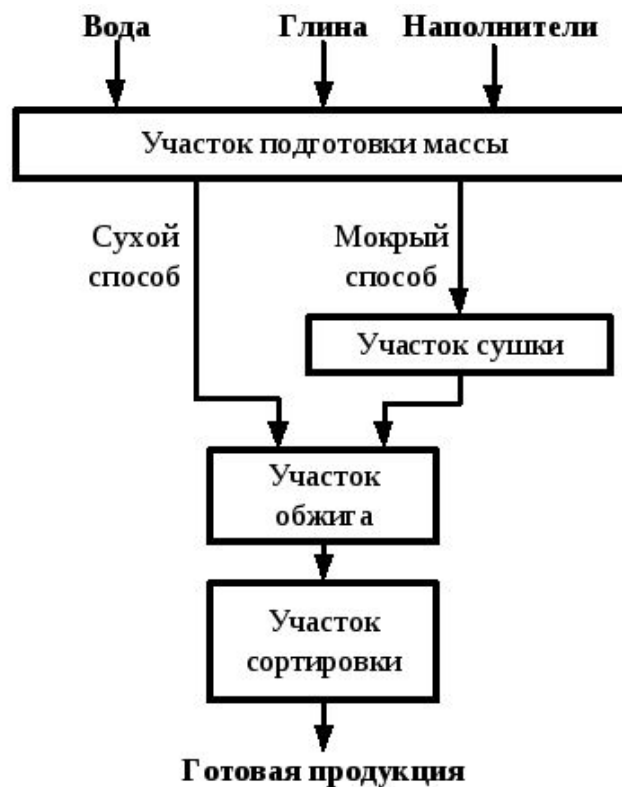 Вода Глина Наполнители
Участок подготовки массы
Сухой
способ
Мокрый
способ
Участок сушки
Участок
обжига
Участок
сортировки
Готовая продукция